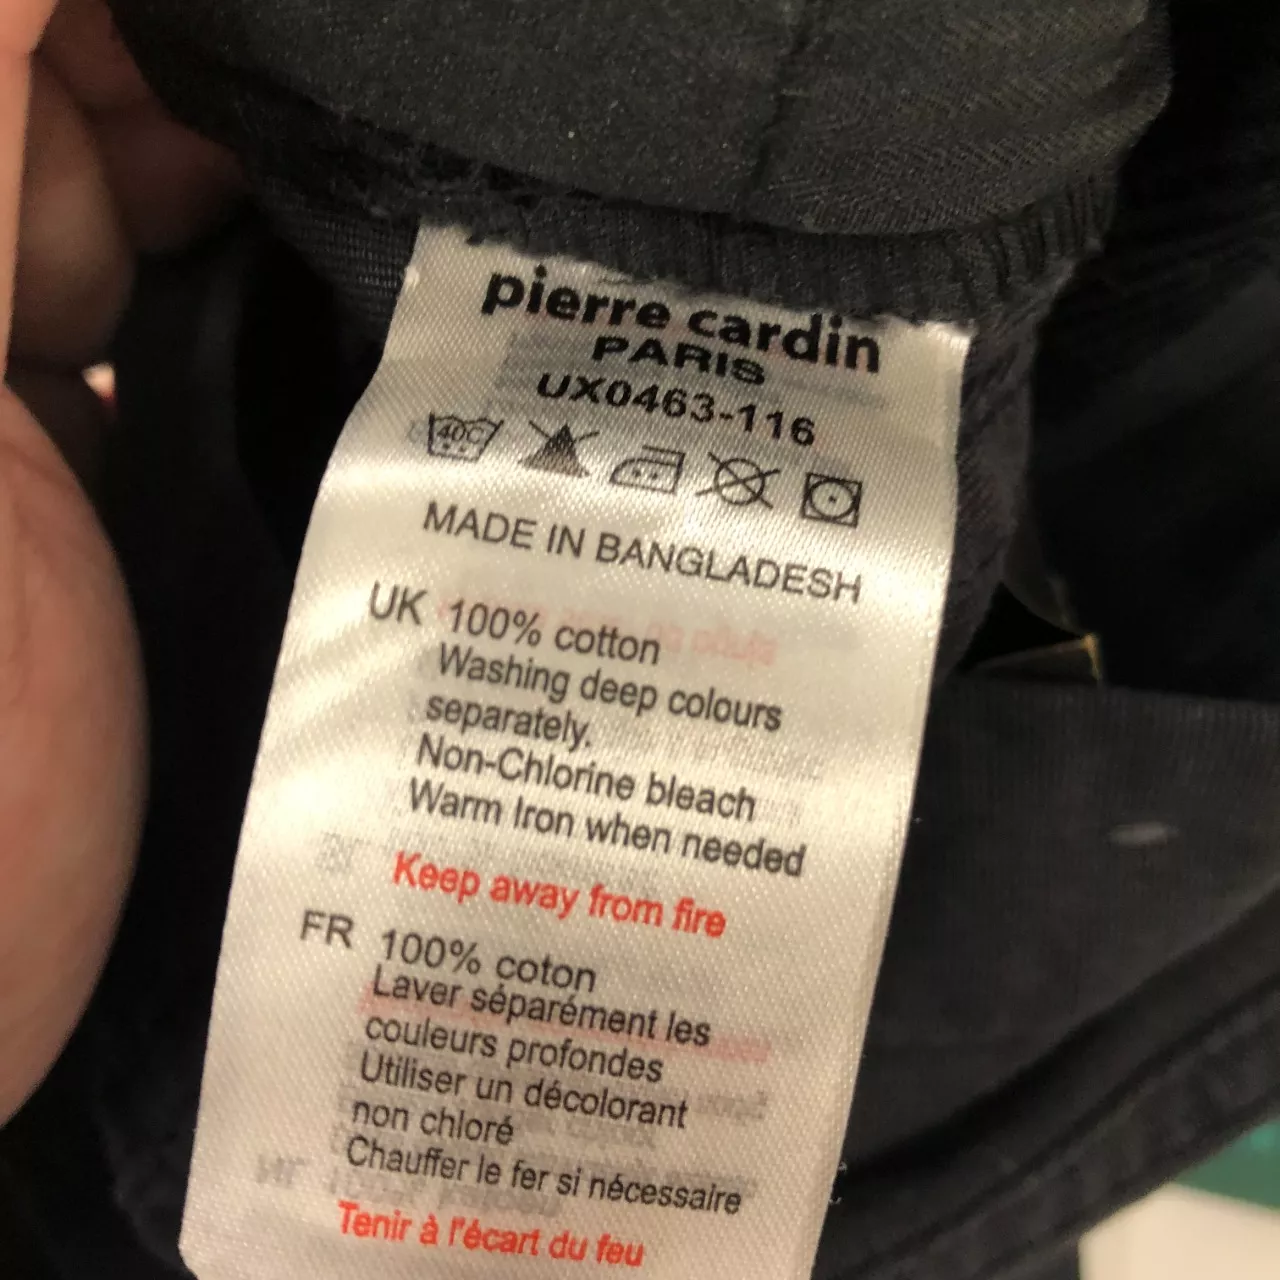 pierre cardin
PARIS
UX0463-116
40C
MADE IN BANGLADESH
UK 100% cotton
Washing deep colours
separately.
Non-Chlorine bleach
Warm Iron when needed
Keep away from fire
FR 100% coton
Laver séparément les
couleurs profondes
Utiliser un décolorant
non chloré
Chauffer le fer si nécessaire
Tenir à l'écart du feu